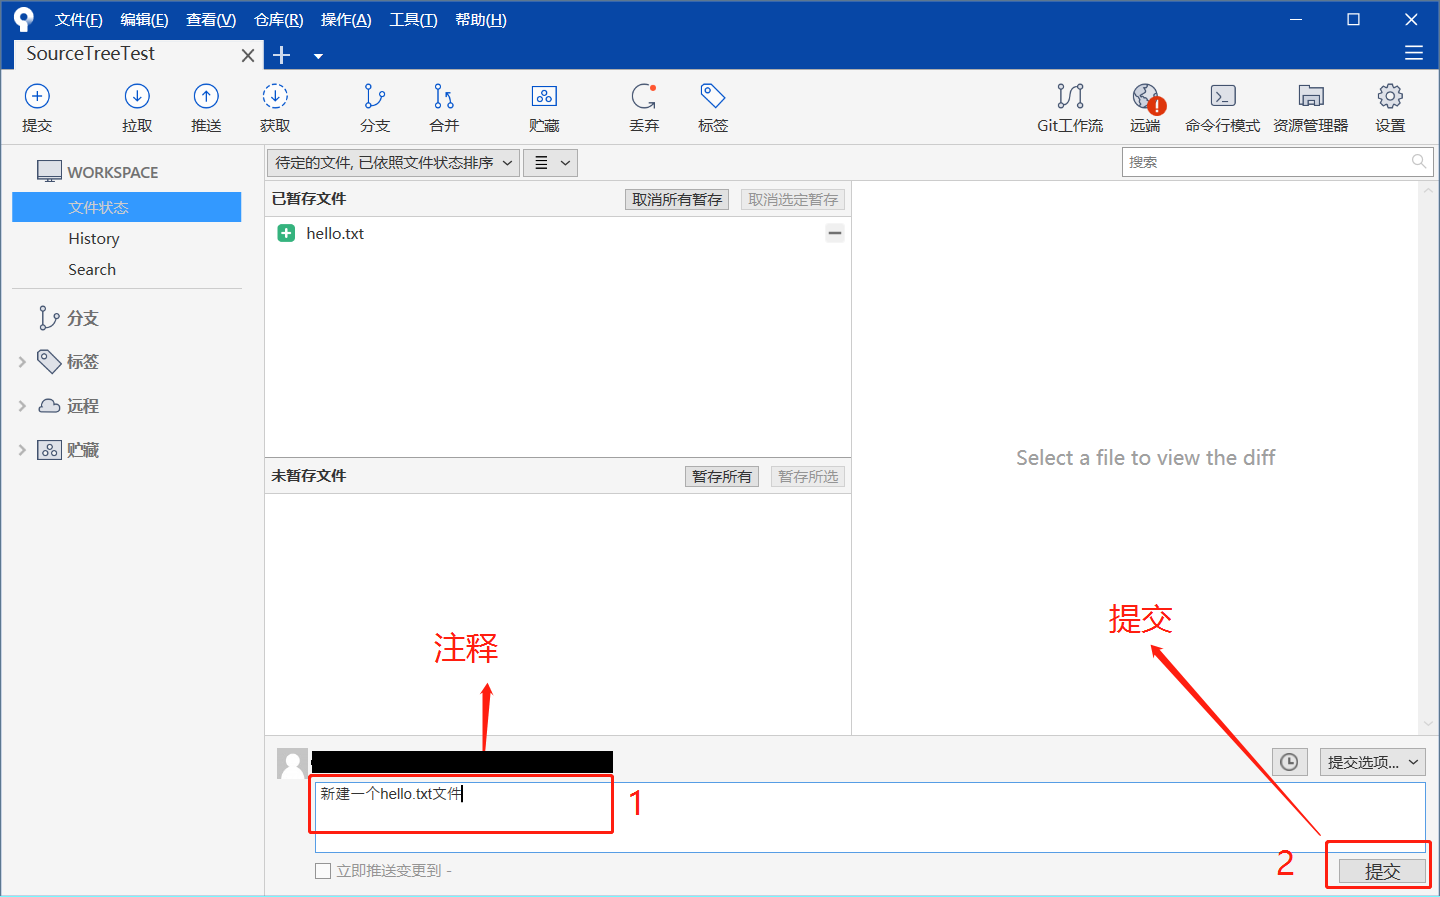 文件(F) 编辑(E) 查看(V) 仓库(R) 操作(A) 工具(T) 帮助(H)
SourceTreeTest
提交 拉取 推送 获取 分支 合并 贮藏 丢弃 标签 Git工作流 远端 命令行模式 资源管理器 设置
WORKSPACE
文件状态
History
Search
分支
标签
远程
贮藏
待定的文件, 已依照文件状态排序
搜索
已暂存文件 取消所有暂存 取消选定暂存
hello.txt
未暂存文件 暂存所有 暂存所选
Select a file to view the diff
注释
提交
提交选项...
新建一个hello.txt文件
1
立即推送变更到 -
2
提交